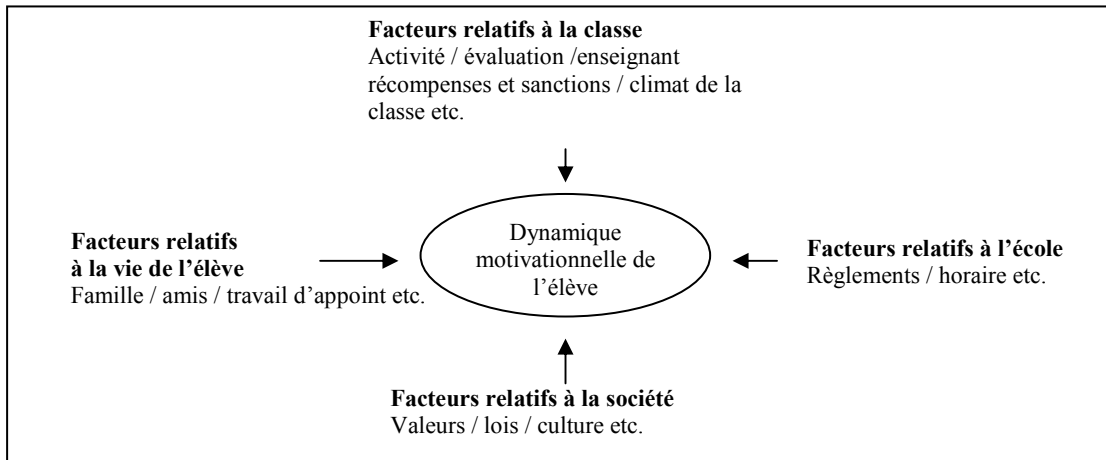 Facteurs relatifs à la classe
Activité / évaluation /enseignant
récompenses et sanctions / climat de la
classe etc.
Facteurs relatifs
à la vie de l’élève
Famille / amis / travail d’appoint etc.
Dynamique
motivationnelle de
l’élève
Facteurs relatifs à l’école
Règlements / horaire etc.
Facteurs relatifs à la société
Valeurs / lois / culture etc.